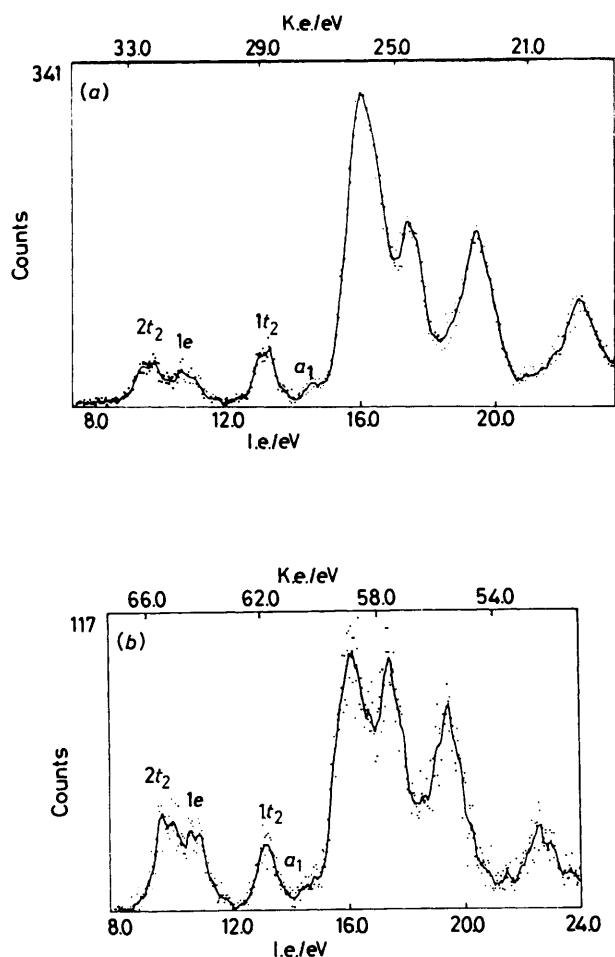 K.e./eV
33.0 29.0 25.0 21.0
341
(a)
Counts
2t₂ 1e 1t₂ a₁
8.0 12.0 16.0 20.0
I.e./eV
K.e./eV
66.0 62.0 58.0 54.0
117
(b)
Counts
2t₂ 1e 1t₂ a₁
8.0 12.0 16.0 20.0 24.0
I.e./eV